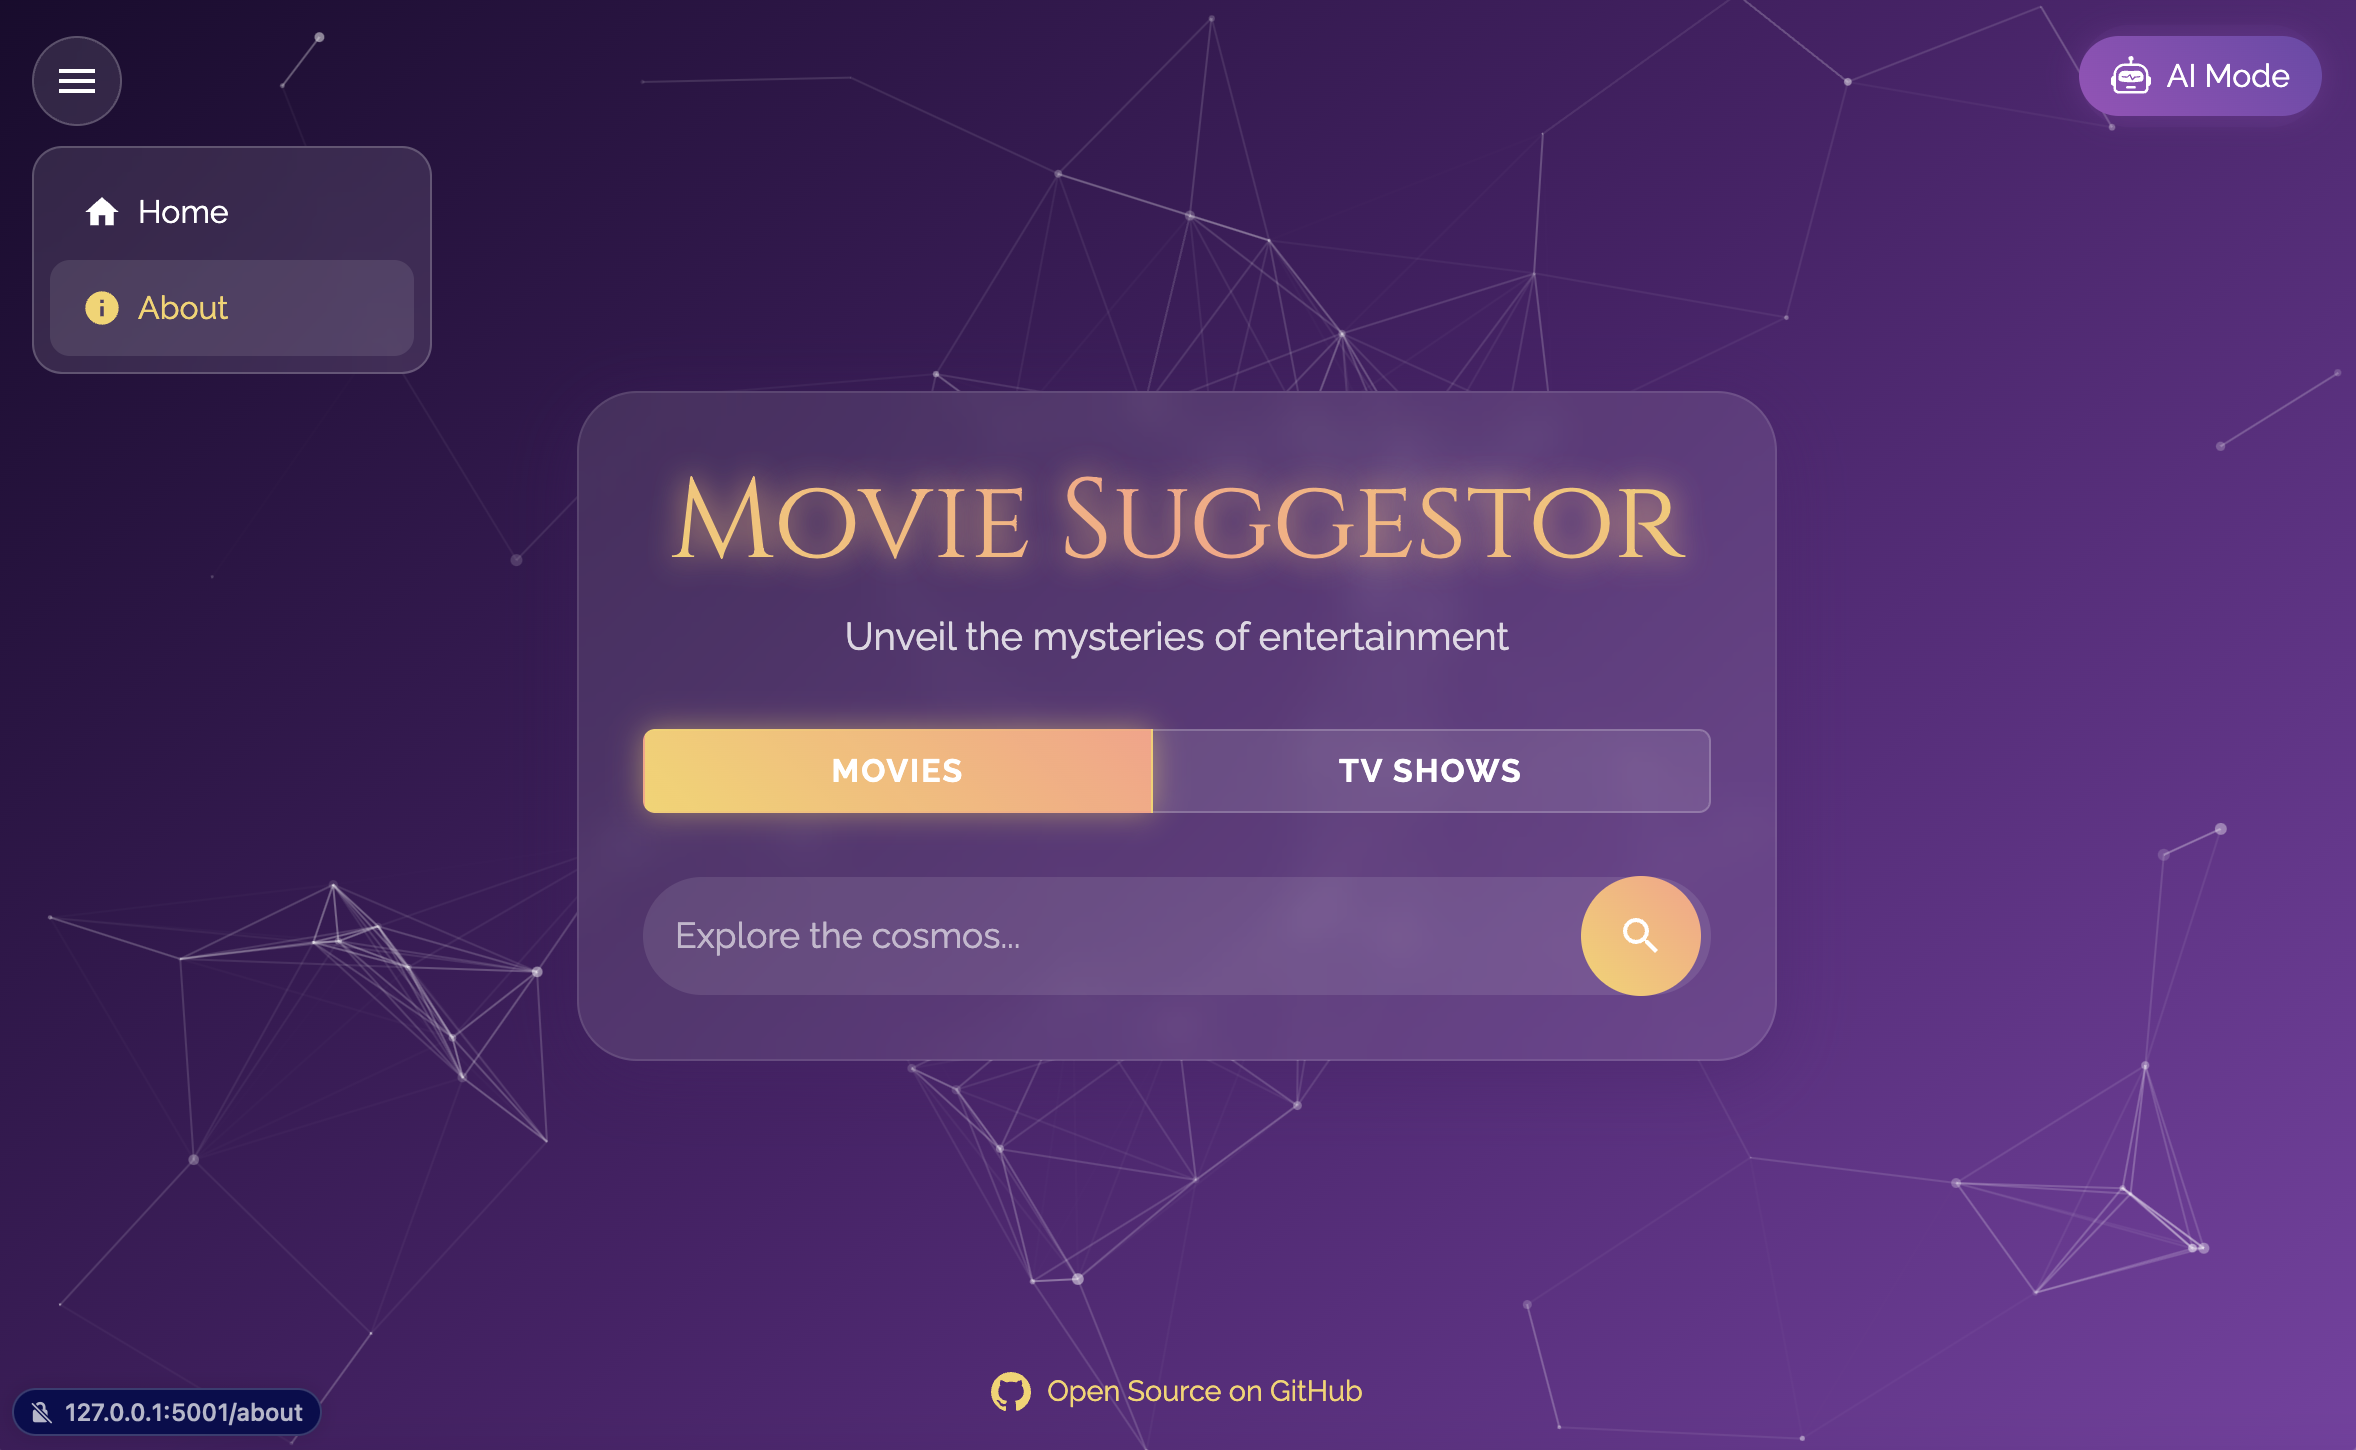 AI Mode
Home
About
Movie Suggestor
Unveil the mysteries of entertainment
MOVIES
TV SHOWS
Explore the cosmos...
Open Source on GitHub
127.0.0.1:5001/about